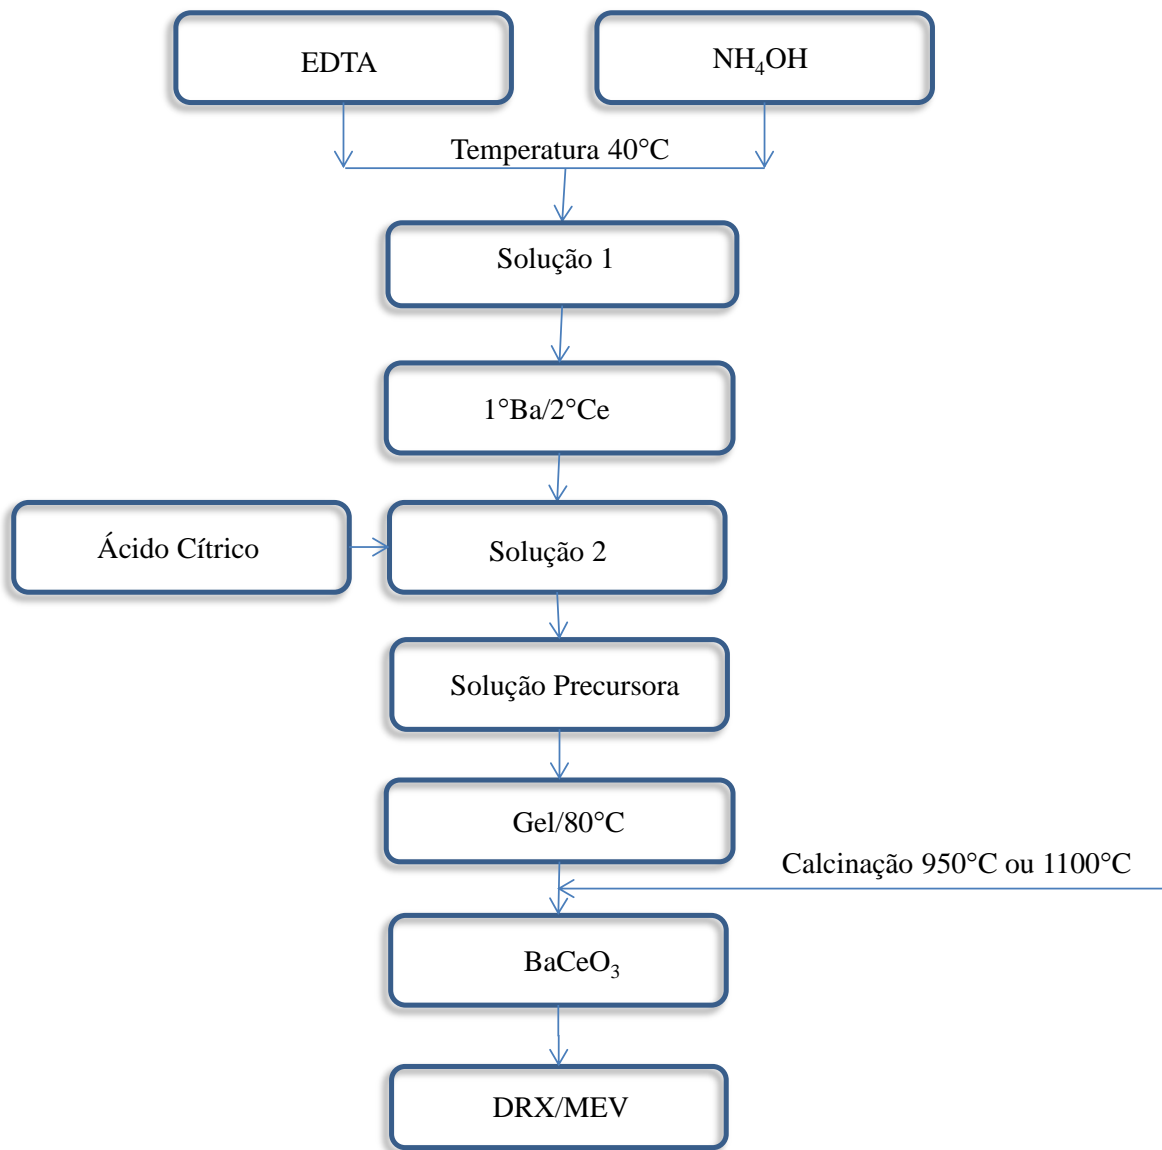 EDTA
NH₄OH
Temperatura 40°C
Solução 1
1°Ba/2°Ce
Ácido Cítrico
Solução 2
Solução Precursora
Gel/80°C
Calcinação 950°C ou 1100°C
BaCeO₃
DRX/MEV